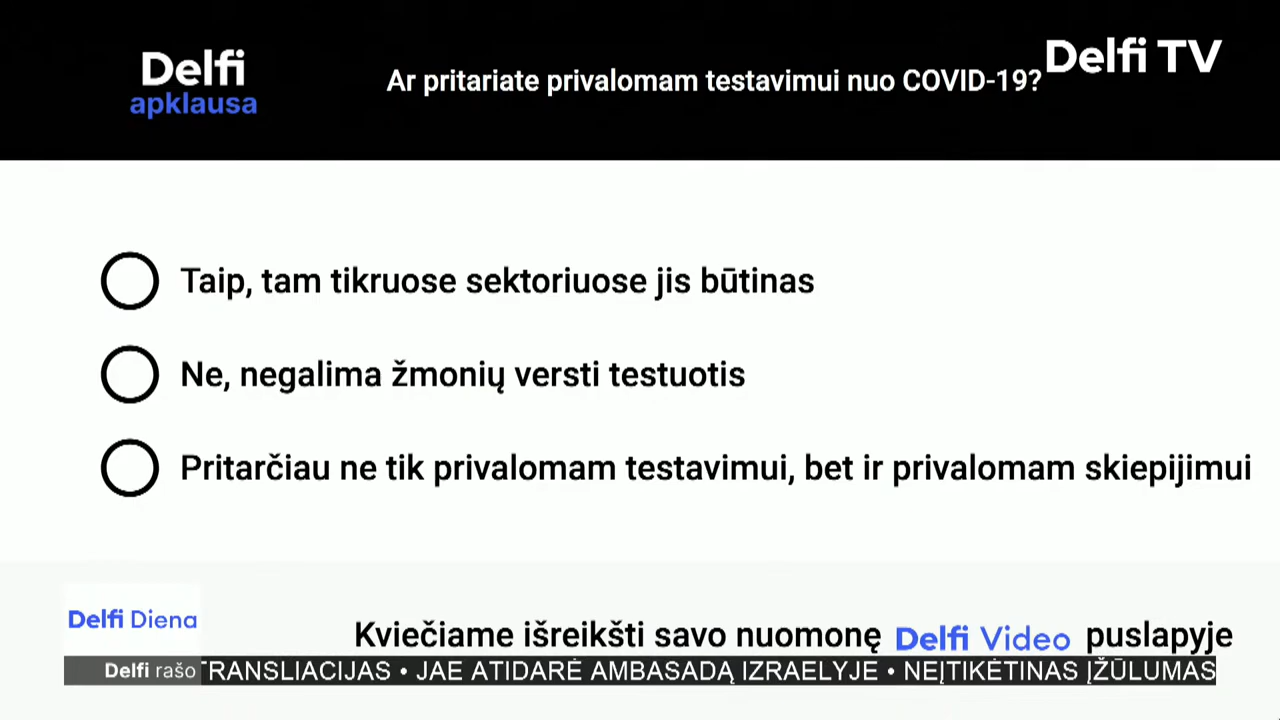 Delfi
apklausa
Ar pritariate privalomam testavimui nuo COVID-19?
Delfi TV
Taip, tam tikruose sektoriuose jis būtinas
Ne, negalima žmonių versti testuotis
Pritarčiau ne tik privalomam testavimui, bet ir privalomam skiepijimui
Delfi Diena
Kviečiame išreikšti savo nuomonę Delfi Video puslapyje
Delfi rašo TRANSLIACIJAS • JAE ATIDARĖ AMBASADĄ IZRAELYJE • NEĮTIKĖTINAS ĮŽŪLUMAS